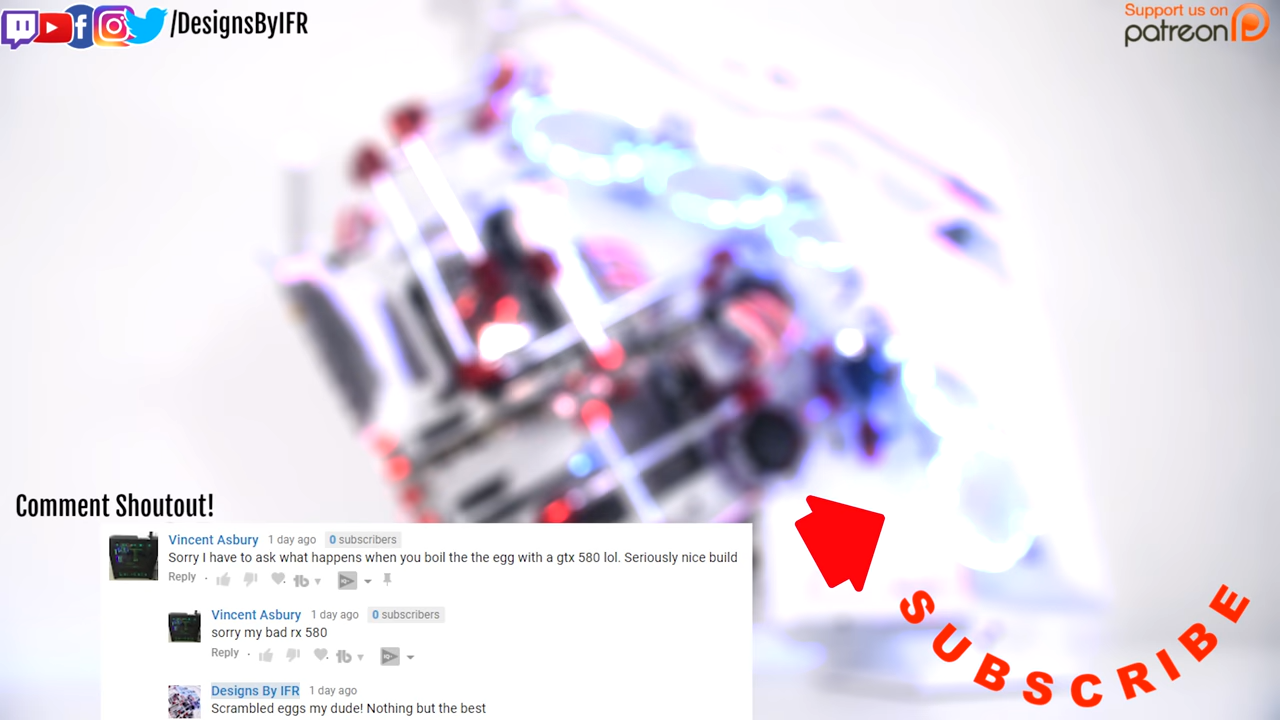 /DesignsByIFR
Support us on
patreon
Comment Shoutout!
Vincent Asbury 1 day ago 0 subscribers
Sorry I have to ask what happens when you boil the the egg with a gtx 580 lol. Seriously nice build
Reply · tb
Vincent Asbury 1 day ago 0 subscribers
sorry my bad rx 580
Reply · tb
Designs By IFR 1 day ago
Scrambled eggs my dude! Nothing but the best
SUBSCRIBE